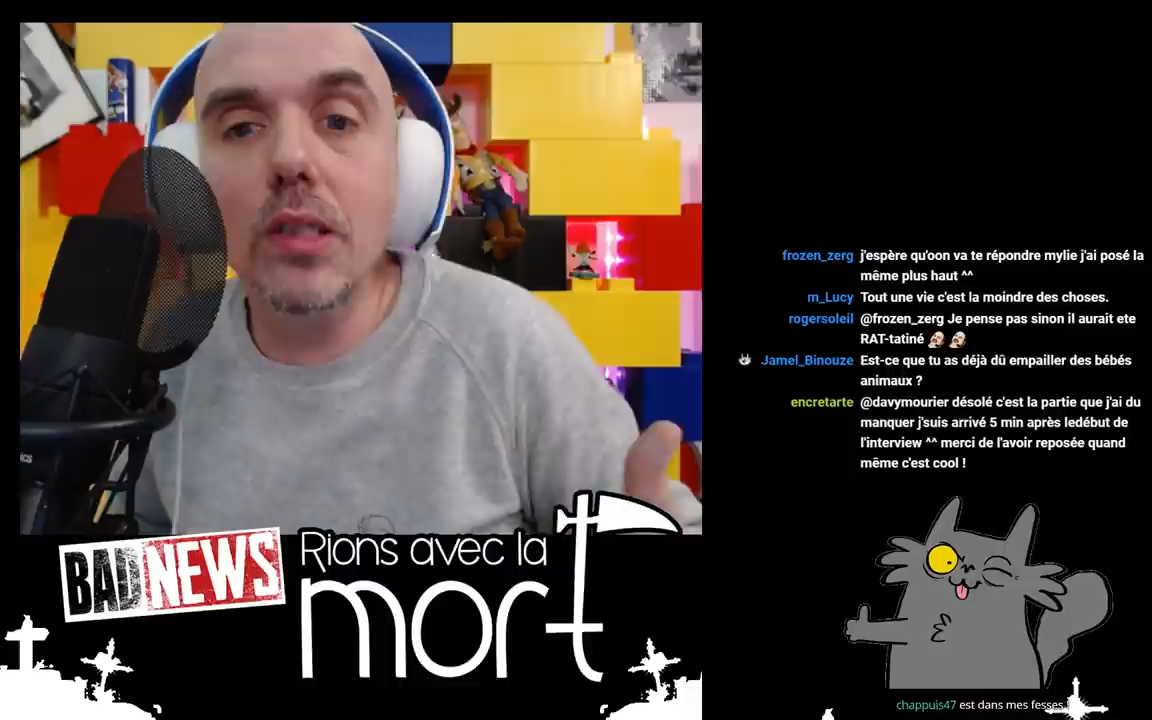 frozen_zerg j'espère qu'oon va te répondre mylie j'ai posé la
même plus haut ^^
m_Lucy Tout une vie c'est la moindre des choses.
rogersoleil @frozen_zerg Je pense pas sinon il aurait ete
RAT-tatiné
Jamel_Binouze Est-ce que tu as déjà dû empailler des bébés
animaux ?
encretarte @davymourier désolé c'est la partie que j'ai du
manquer j'suis arrivé 5 min après ledébut de
l'interview ^^ merci de l'avoir reposée quand
même c'est cool !
BADNEWS
Rions avec la
mort
chappuis47 est dans mes fesses